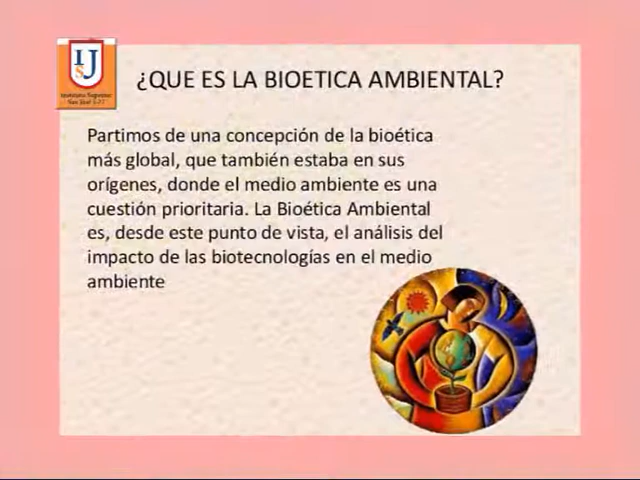 IJS
¿QUE ES LA BIOETICA AMBIENTAL?
Partimos de una concepción de la bioética
más global, que también estaba en sus
orígenes, donde el medio ambiente es una
cuestión prioritaria. La Bioética Ambiental
es, desde este punto de vista, el análisis del
impacto de las biotecnologías en el medio
ambiente